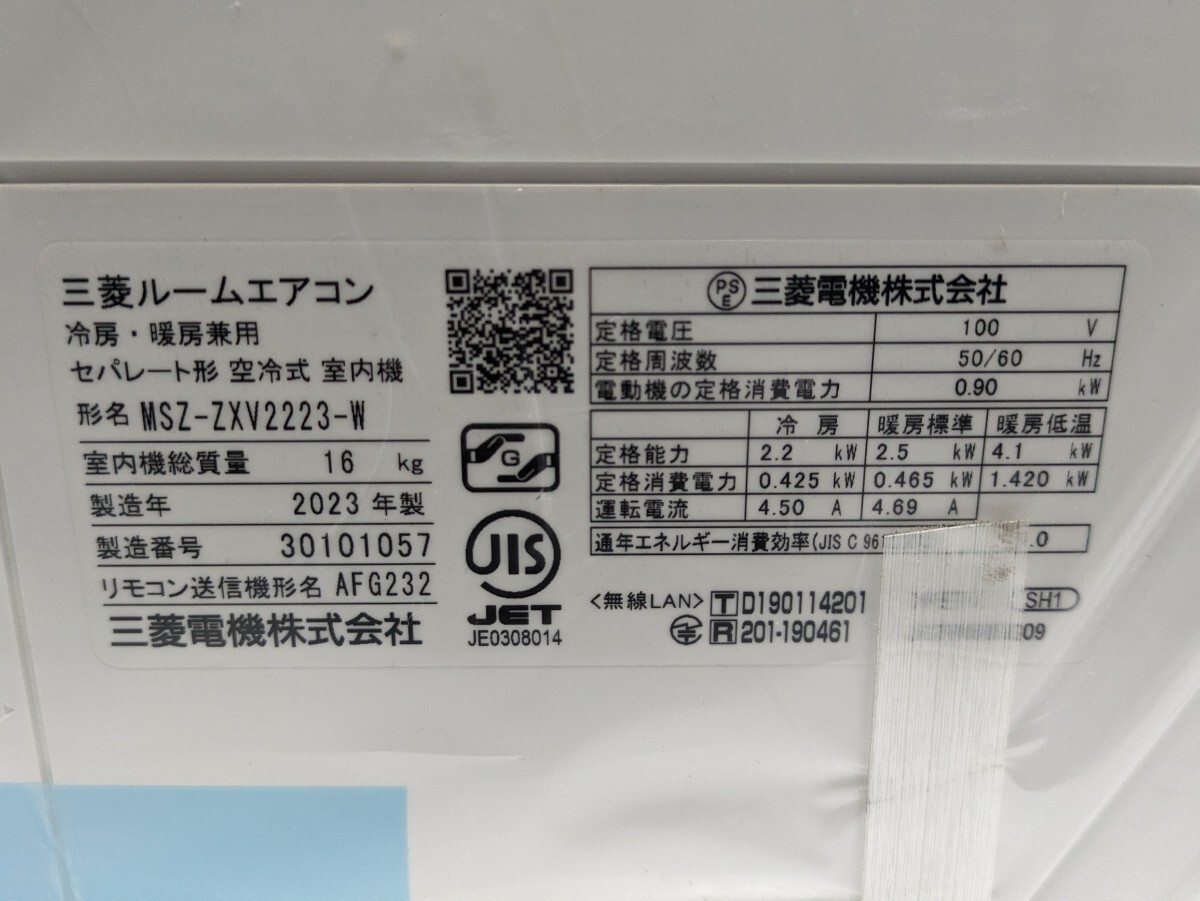 三菱ルームエアコン
冷房・暖房兼用
セパレート形 空冷式 室内機
形名 MSZ-ZXV2223-W
室内機総質量 16 kg
製造年 2023 年製
製造番号 30101057
リモコン送信機形名 AFG232
三菱電機株式会社
G
JIS
JET
JE0308014
PSE 三菱電機株式会社
定格電圧 100 V
定格周波数 50/60 Hz
電動機の定格消費電力 0.90 kW
冷 房 暖房標準 暖房低温
定格能力 2.2 kW 2.5 kW 4.1 kW
定格消費電力 0.425 kW 0.465 kW 1.420 kW
運転電流 4.50 A 4.69 A
通年エネルギー消費効率(JIS C 96 .0
<無線LAN> T D190114201
R 201-190461
SH1
09